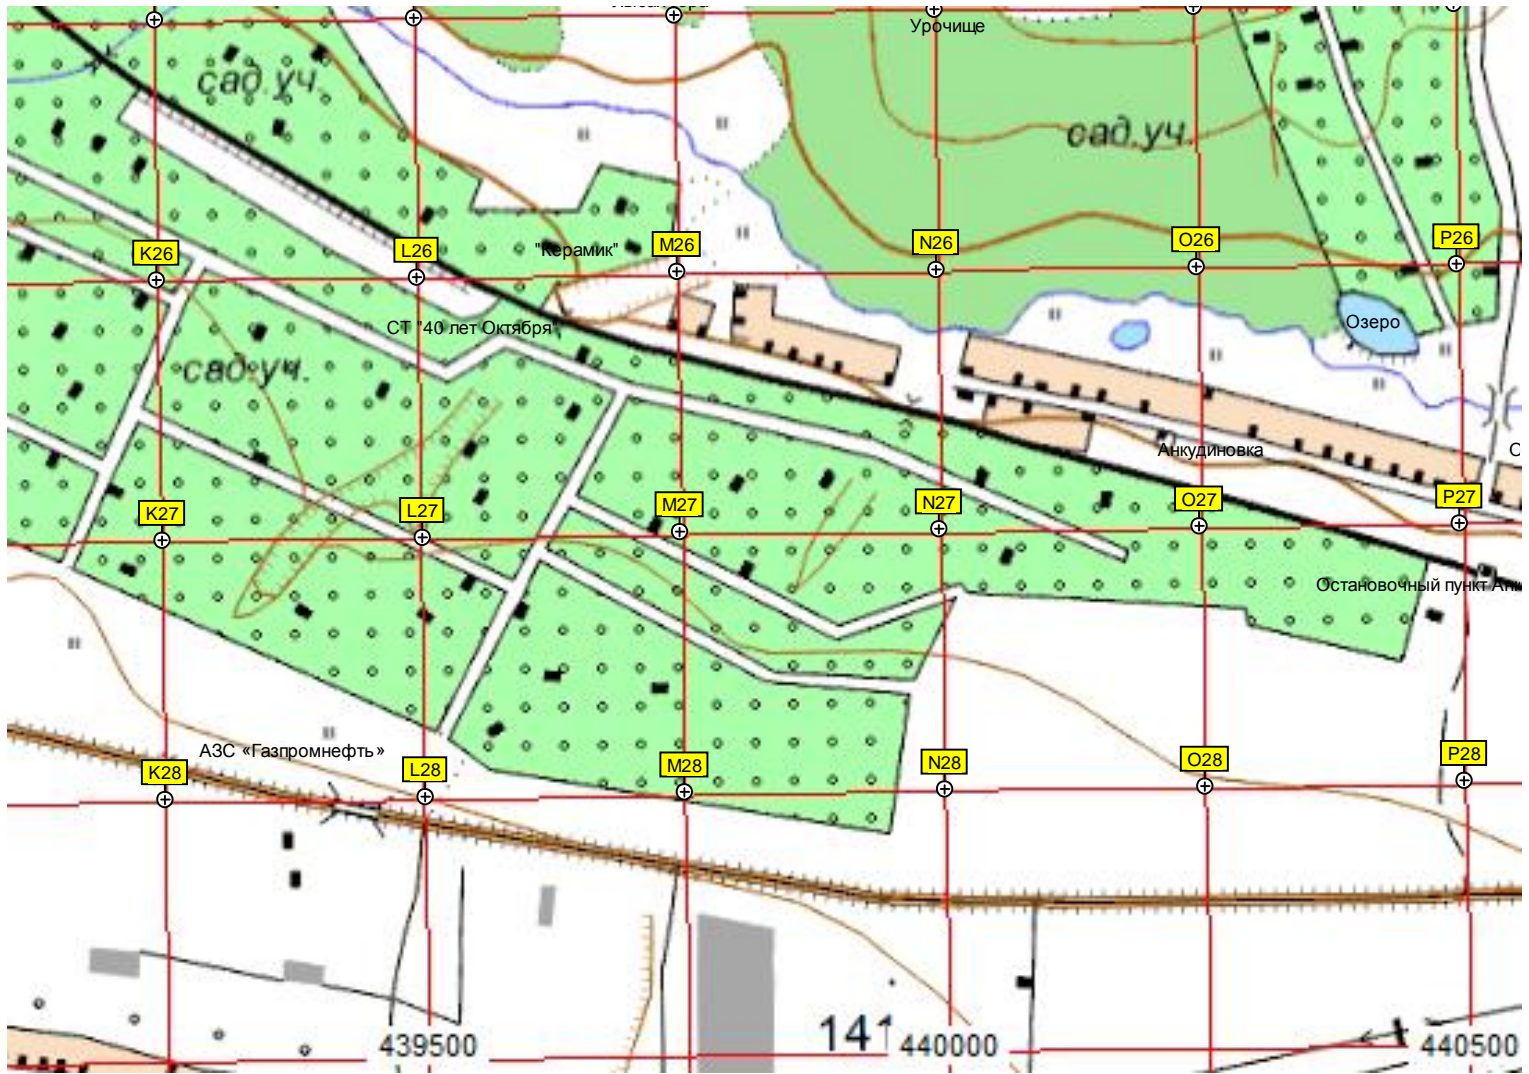 Урочище
сад.уч.
сад.уч.
K26
L26
"Керамик"
M26
N26
O26
P26
СТ "40 лет Октября"
Озеро
сад.уч.
Анкудиновка
K27
L27
M27
N27
O27
P27
Остановочный пункт
АЗС «Газпромнефть»
K28
L28
M28
N28
O28
P28
141
439500
440000
440500